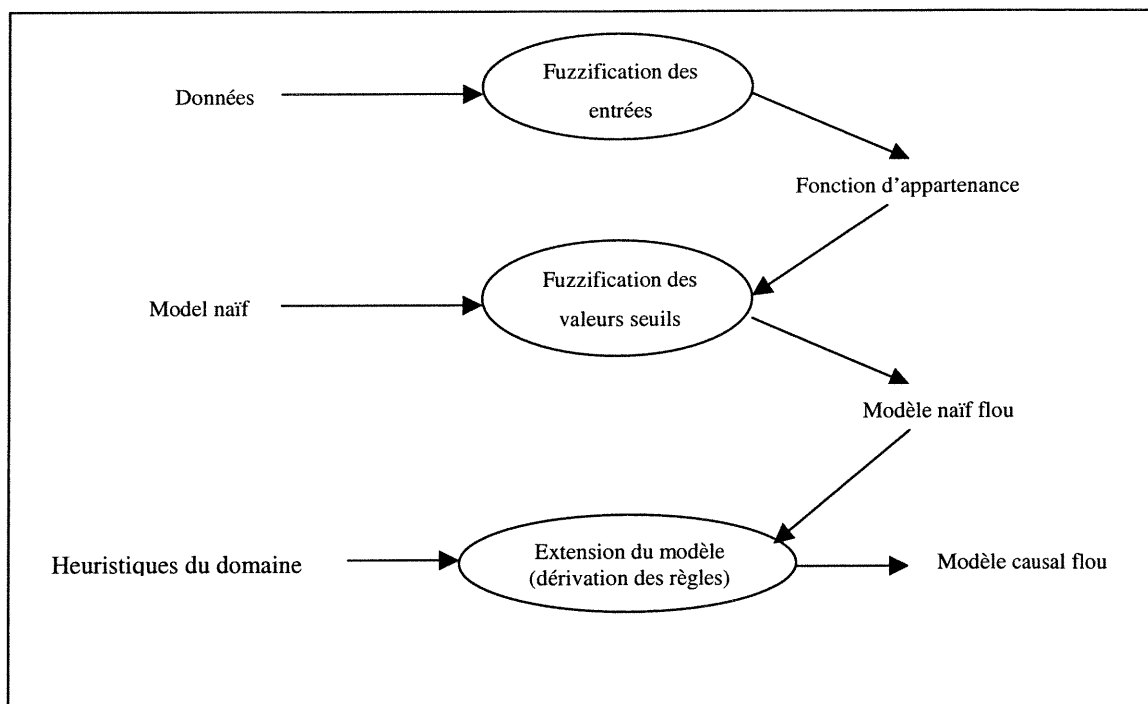 Données
Fuzzification des
entrées
Fonction d'appartenance
Model naïf
Fuzzification des
valeurs seuils
Modèle naïf flou
Heuristiques du domaine
Extension du modèle
(dérivation des règles)
Modèle causal flou